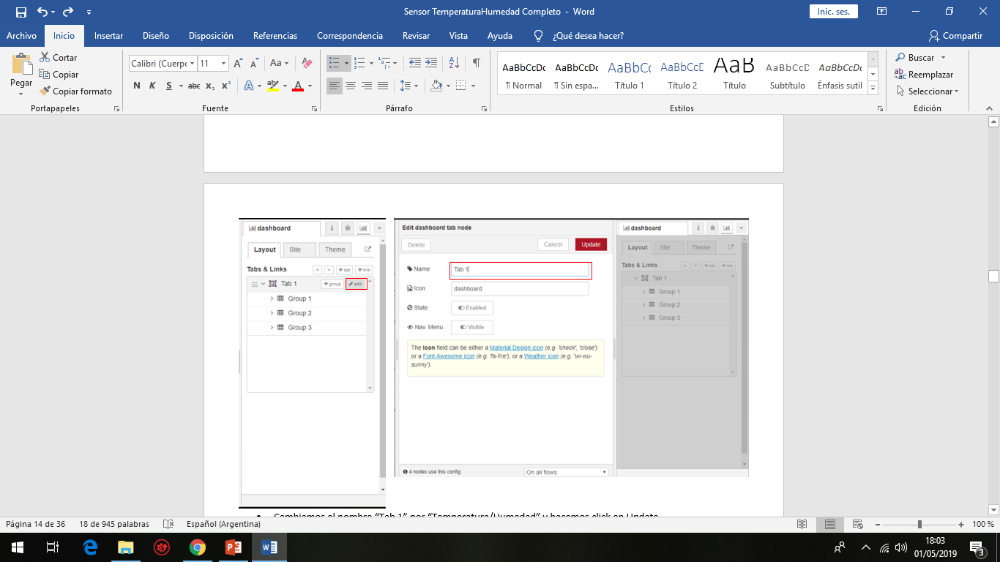 Sensor TemperaturaHumedad Completo - Word
Inic. ses.
Archivo Inicio Insertar Diseño Disposición Referencias Correspondencia Revisar Vista Ayuda ¿Qué desea hacer? Compartir
Pegar
Cortar
Copiar
Copiar formato
Portapapeles
Calibri (Cuerpo 11
Aa
N K S abc x₂ x²
Fuente
Párrafo
AaBbCcDc AaBbCcDc AaBbCc AaBbCcD AaB AaBbCcD AaBbCcDc
¶ Normal ¶ Sin espa... Título 1 Título 2 Título Subtítulo Énfasis sutil
Estilos
Buscar
Reemplazar
Seleccionar
Edición
dashboard
Layout Site Theme
Tabs & Links
+tab +link
Tab 1 +group edit
Group 1
Group 2
Group 3
Edit dashboard tab node
Delete Cancel Update
Name Tab 1
Icon dashboard
State Enabled
Nav. Menu Visible
The Icon field can be either a Material Design icon (e.g. 'check', 'close')
or a Font Awesome icon (e.g. 'fa-fire'), or a Weather icon (e.g. 'wi-wu-
sunny').
4 nodes use this config On all flows
dashboard
Layout Site Theme
Tabs & Links
+tab +link
Tab 1
Group 1
Group 2
Group 3
Cambiamos el nombre “Tab 1” por “Temperatura/Humedad” y hacemos click en Update
Página 14 de 36 18 de 945 palabras Español (Argentina) 100 %
18:03
01/05/2019
3